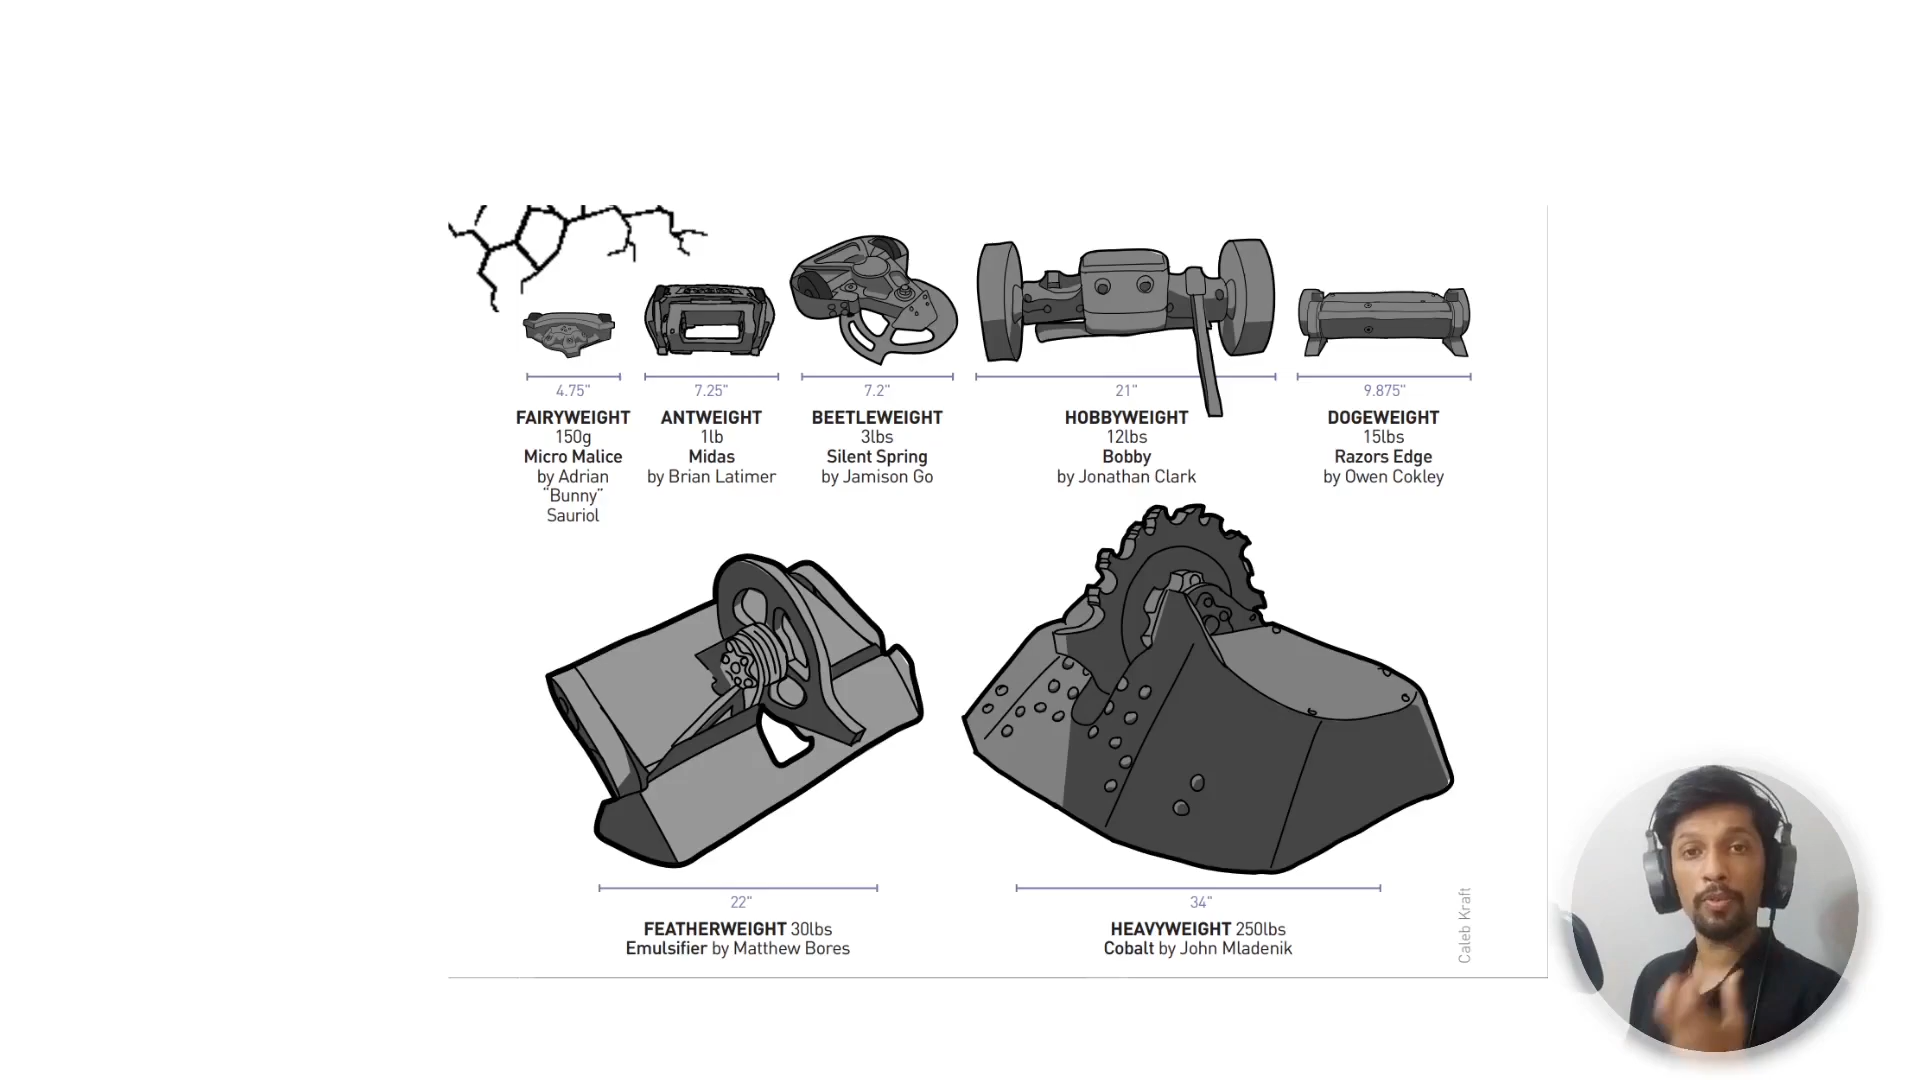 4.75"
FAIRYWEIGHT
150g
Micro Malice
by Adrian
"Bunny"
Sauriol
7.25"
ANTWEIGHT
1lb
Midas
by Brian Latimer
7.2"
BEETLEWEIGHT
3lbs
Silent Spring
by Jamison Go
21"
HOBBYWEIGHT
12lbs
Bobby
by Jonathan Clark
9.875"
DOGEWEIGHT
15lbs
Razors Edge
by Owen Cokley
22"
FEATHERWEIGHT 30lbs
Emulsifier by Matthew Bores
34"
HEAVYWEIGHT 250lbs
Cobalt by John Mladenik
Caleb Kraft